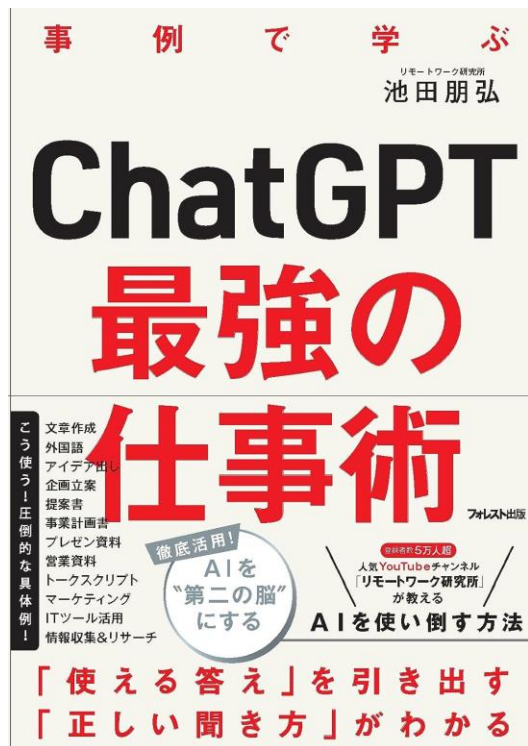 事例で学ぶ
リモートワーク研究所
池田朋弘
ChatGPT
最強の
仕事術
こう使う!圧倒的な具体例!
文章作成
外国語
アイデア出し
企画立案
提案書
事業計画書
プレゼン資料
営業資料
トークスクリプト
マーケティング
ITツール活用
情報収集&リサーチ
徹底活用!
AIを
“第二の脳”
にする
フォレスト出版
登録者数5万人超
人気YouTubeチャンネル
「リモートワーク研究所」
が教える
AIを使い倒す方法
「使える答え」を引き出す
「正しい聞き方」がわかる